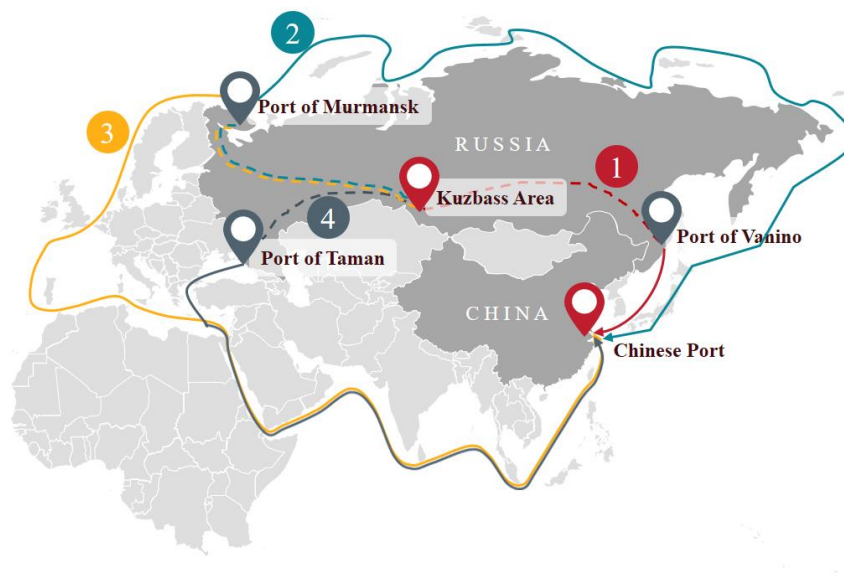 2
Port of Murmansk
3
RUSSIA
1
Kuzbass Area
4
Port of Taman
Port of Vanino
CHINA
Chinese Port